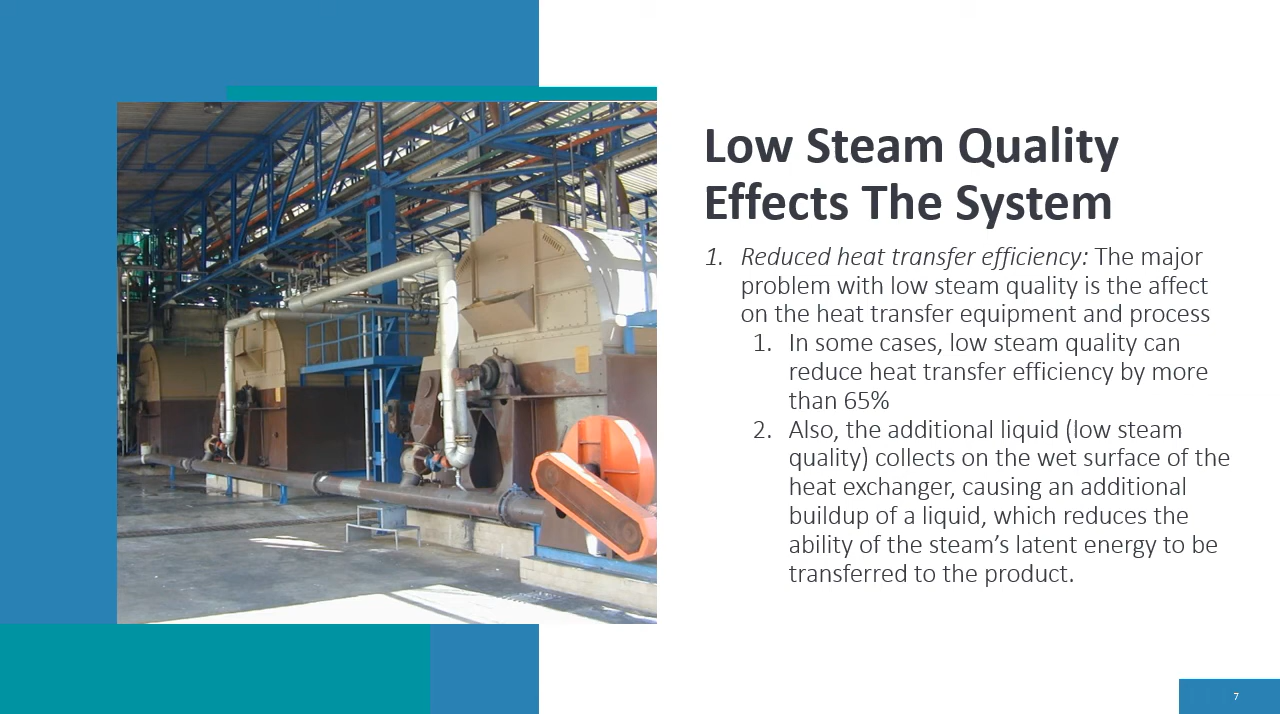 Low Steam Quality
Effects The System
1. Reduced heat transfer efficiency: The major
problem with low steam quality is the affect
on the heat transfer equipment and process
1. In some cases, low steam quality can
reduce heat transfer efficiency by more
than 65%
2. Also, the additional liquid (low steam
quality) collects on the wet surface of the
heat exchanger, causing an additional
buildup of a liquid, which reduces the
ability of the steam’s latent energy to be
transferred to the product.
7